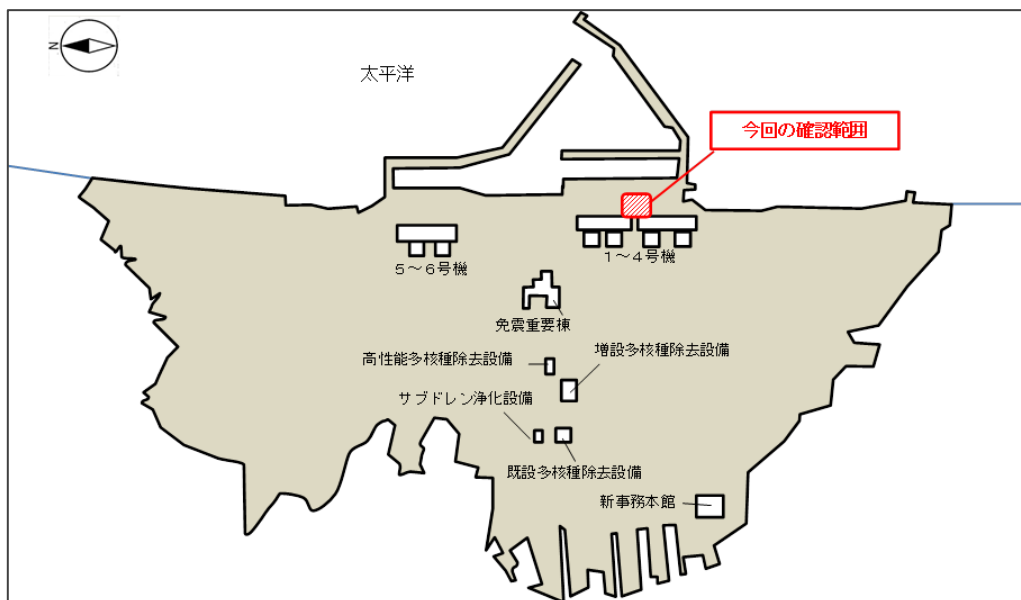 N
太平洋
今回の確認範囲
５～６号機
１～４号機
免震重要棟
高性能多核種除去設備
増設多核種除去設備
サブドレン浄化設備
既設多核種除去設備
新事務本館